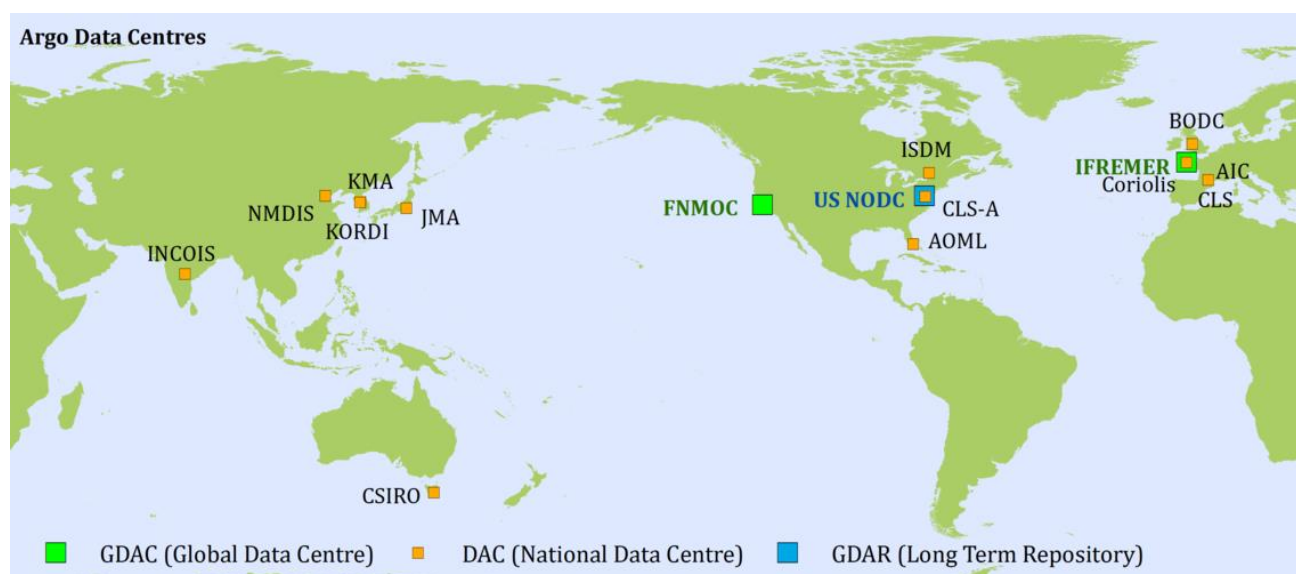 Argo Data Centres
BODC
ISDM
IFREMER
AIC
Coriolis
CLS
KMA
NMDIS
JMA
KORDI
FNMOC
US NODC
CLS-A
AOML
INCOIS
CSIRO
GDAC (Global Data Centre)
DAC (National Data Centre)
GDAR (Long Term Repository)